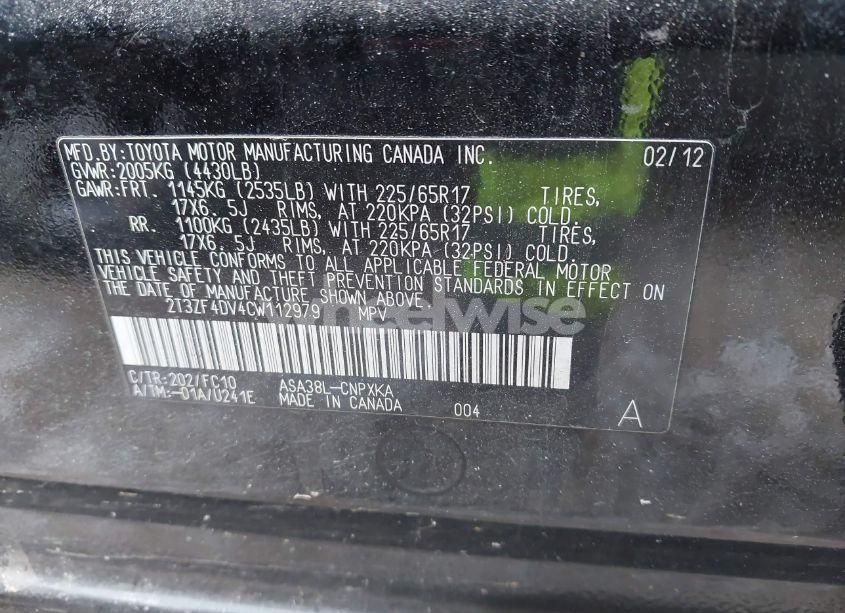 MFD.BY:TOYOTA MOTOR MANUFACTURING CANADA INC. 02/12
GVWR:2005KG (4430LB)
GAWR:FRT. 1145KG (2535LB) WITH 225/65R17 TIRES,
17X6. 5J RIMS, AT 220KPA (32PSI) COLD.
RR. 1100KG (2435LB) WITH 225/65R17 TIRES,
17X6. 5J RIMS, AT 220KPA (32PSI) COLD.
THIS VEHICLE CONFORMS TO ALL APPLICABLE FEDERAL MOTOR
VEHICLE SAFETY AND THEFT PREVENTION STANDARDS IN EFFECT ON
THE DATE OF MANUFACTURE SHOWN ABOVE.
2T3ZF4DV4CW112979 MPV
C/TR:202/FC10 ASA38L-CNPXKA
A/TM:-01A/U241E MADE IN CANADA 004 A